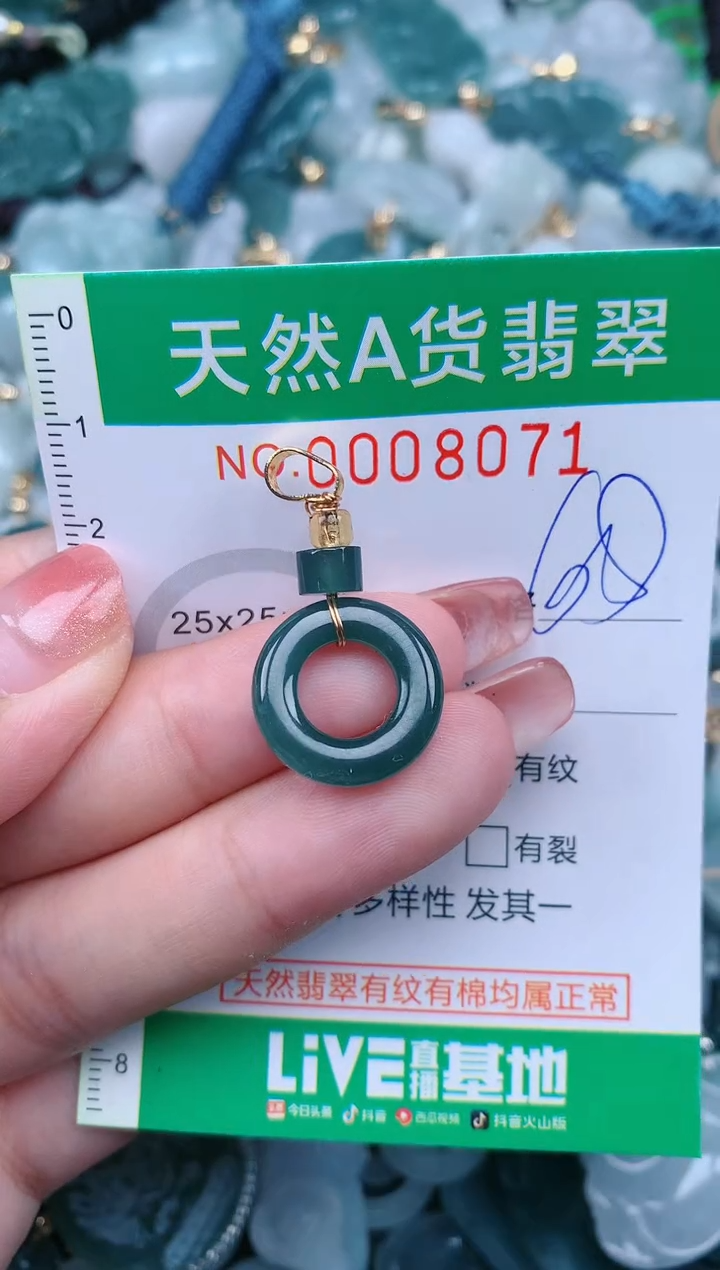 0
天然A货翡翠
1
NO.0008071
2
25x25
有纹
有裂
多样性 发其一
天然翡翠有纹有棉均属正常
8
LiVE直播基地
今日头条 抖音 西瓜视频 抖音火山版